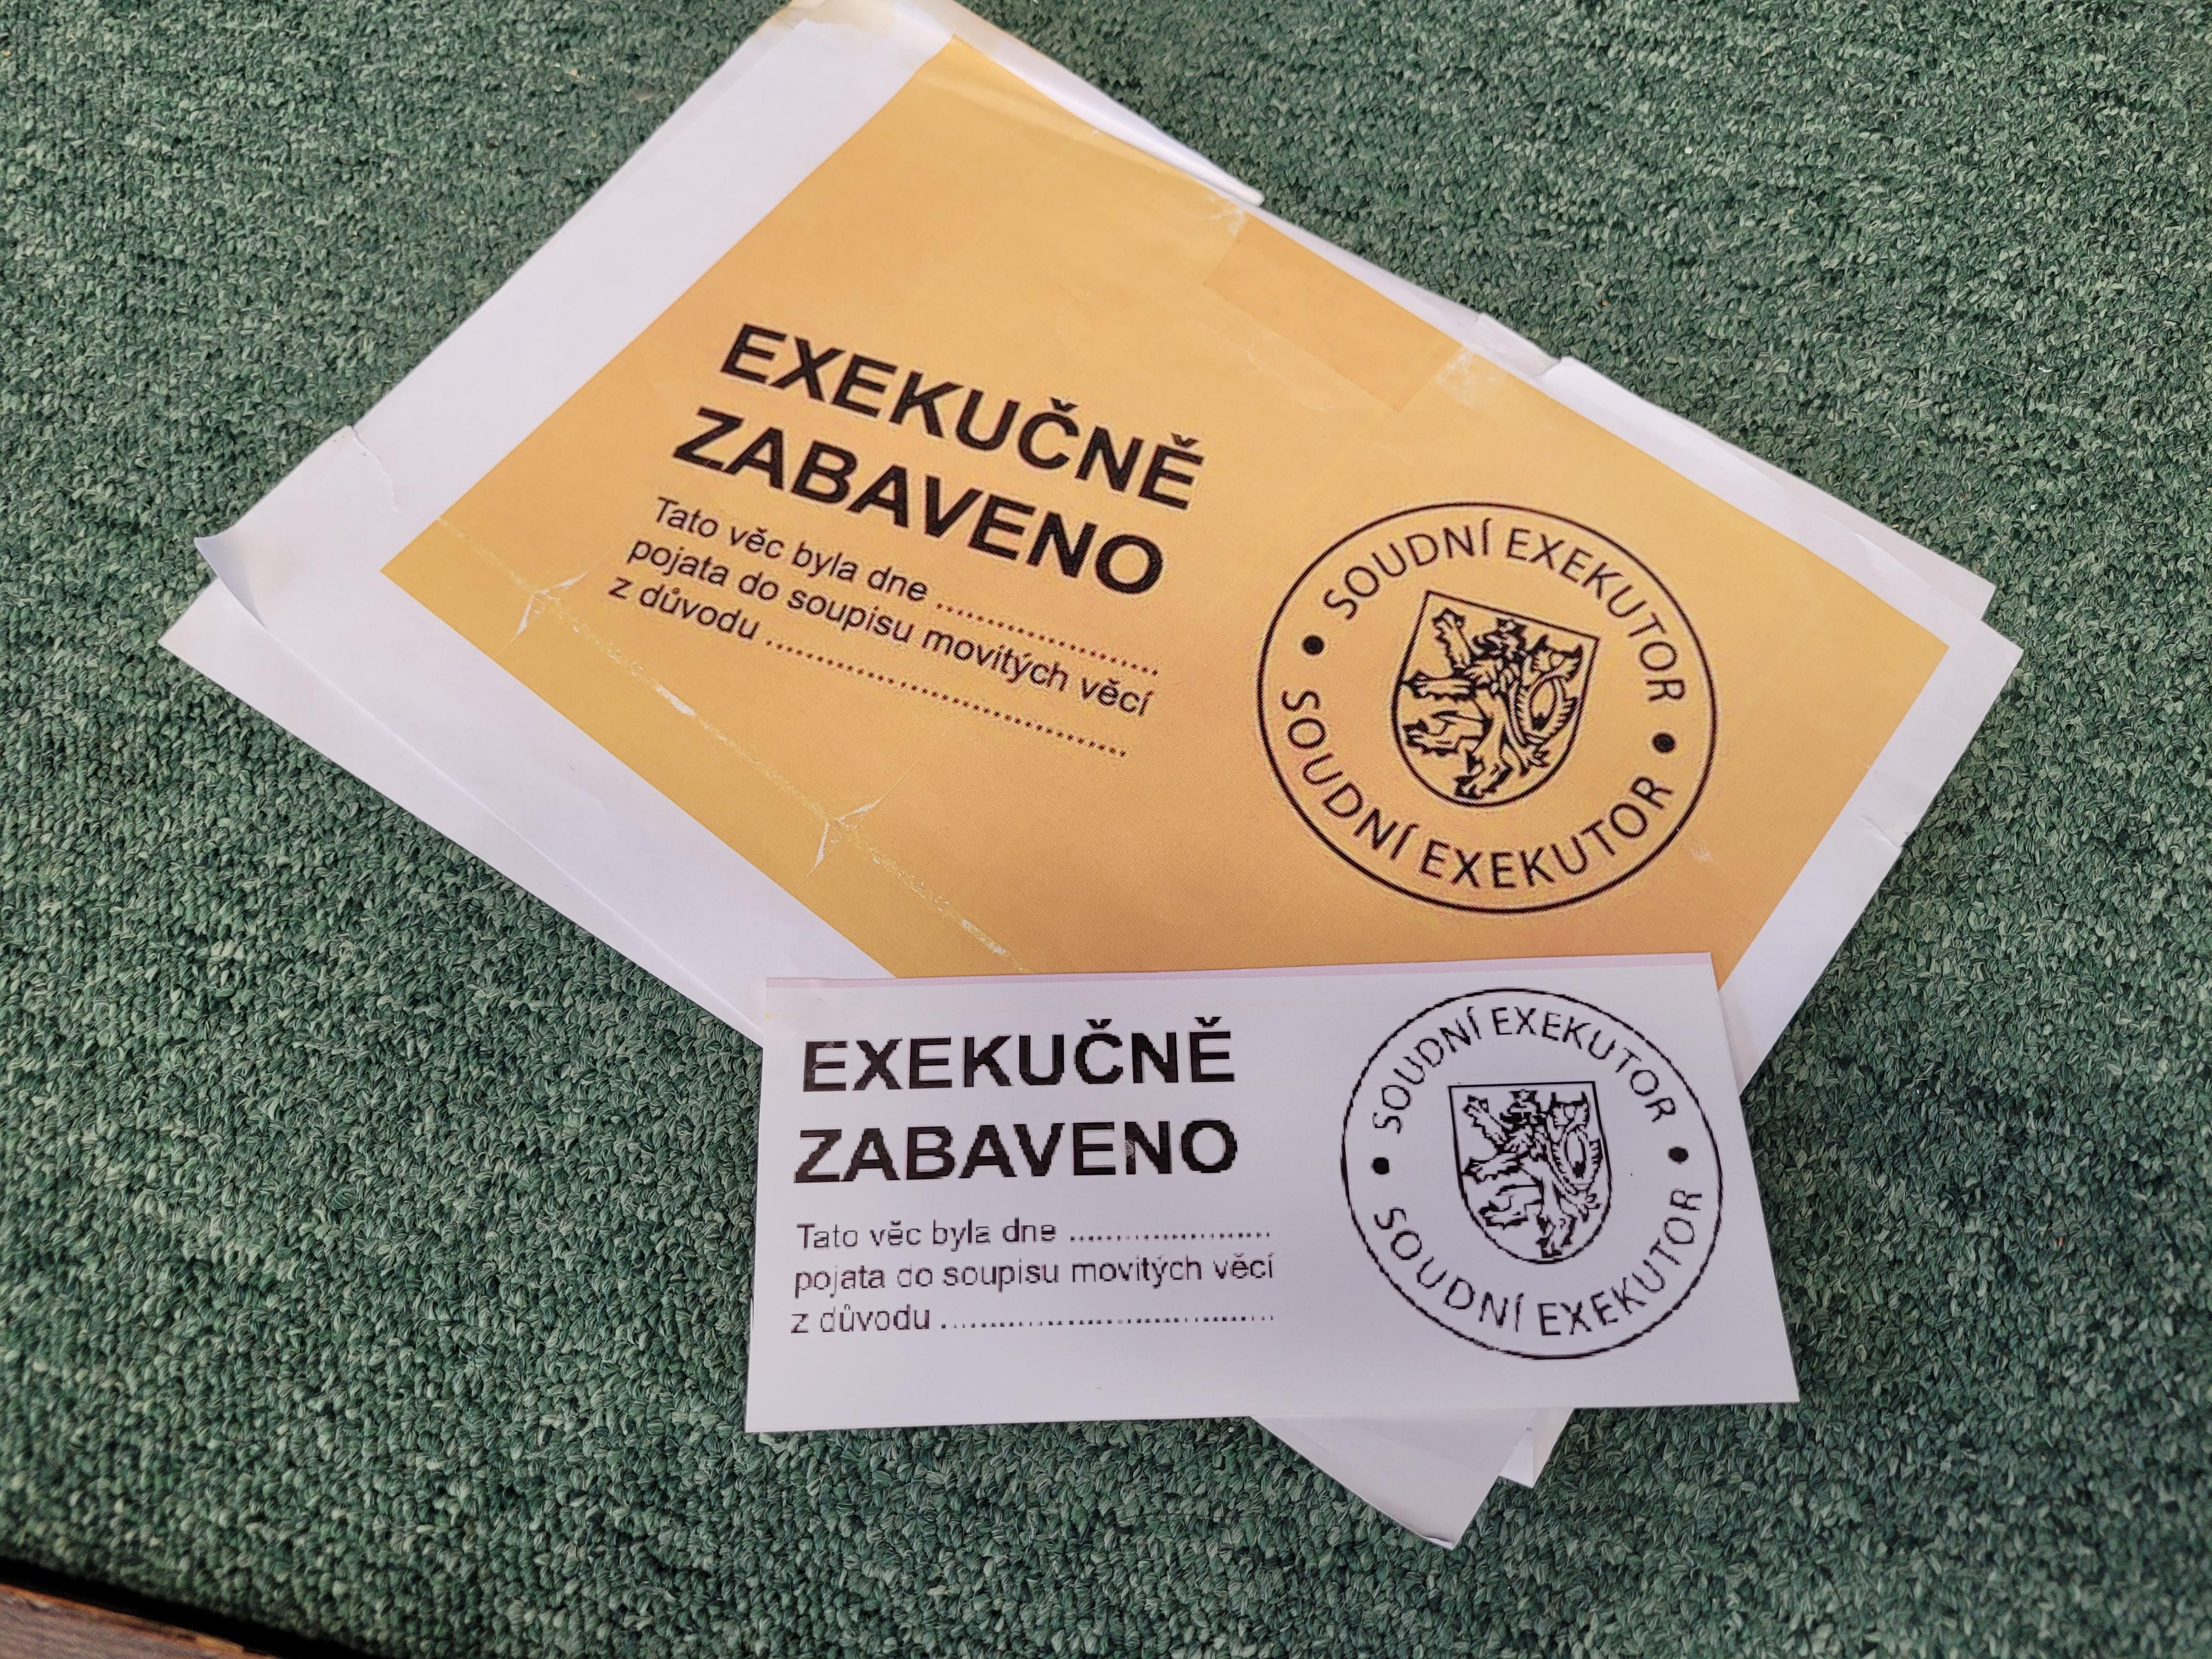 EXEKUČNĚ
ZABAVENO
Tato věc byla dne ........................
pojata do soupisu movitých věcí
z důvodu ........................................
SOUDNÍ EXEKUTOR
SOUDNÍ EXEKUTOR
EXEKUČNĚ
ZABAVENO
Tato věc byla dne ........................
pojata do soupisu movitých věcí
z důvodu ........................................
SOUDNÍ EXEKUTOR
SOUDNÍ EXEKUTOR